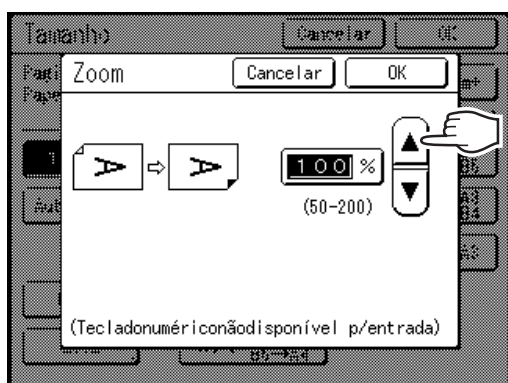 Tamanho Cancelar OK
Zoom Cancelar OK
A A 100 %
(50-200)
(Tecladonumériconãodisponível p/entrada)